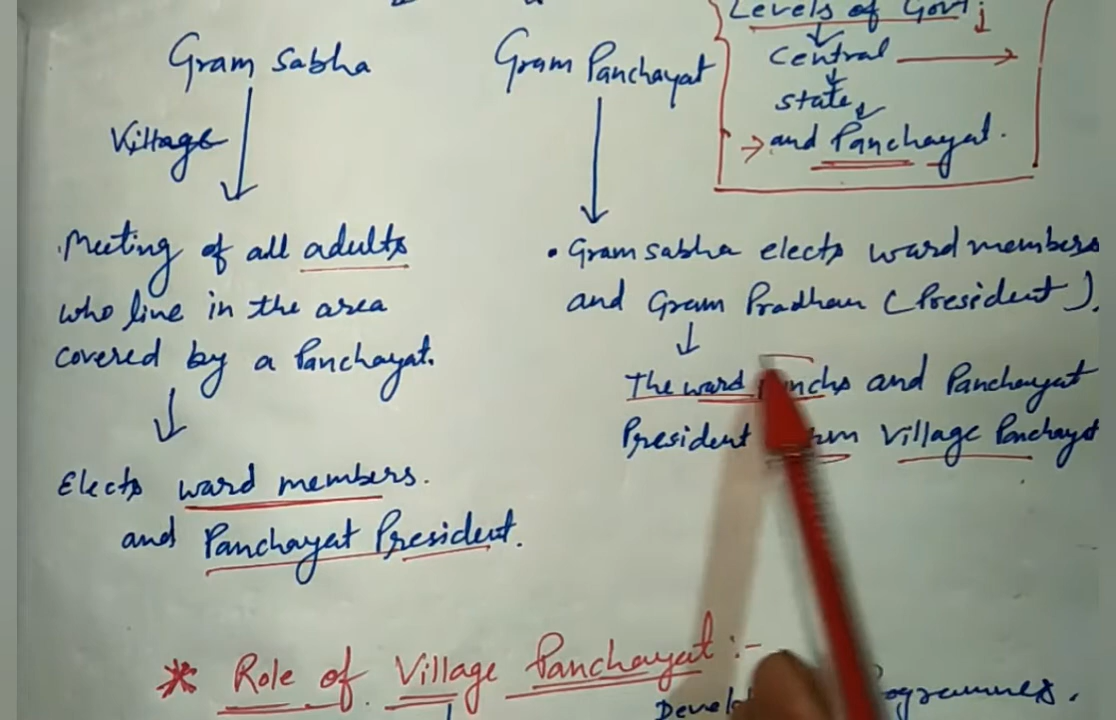 Levels of Govt:
Central
state
and Panchayat.
Gram Sabha
Village
Meeting of all adults
who line in the area
covered by a Panchayat.
Elects ward members.
and Panchayat President.
Gram Panchayat
• Gram sabha elects ward members
and Gram Pradhan (President).
The ward and Panchayat
President Village Panchayat
* Role of Village Panchayat :-